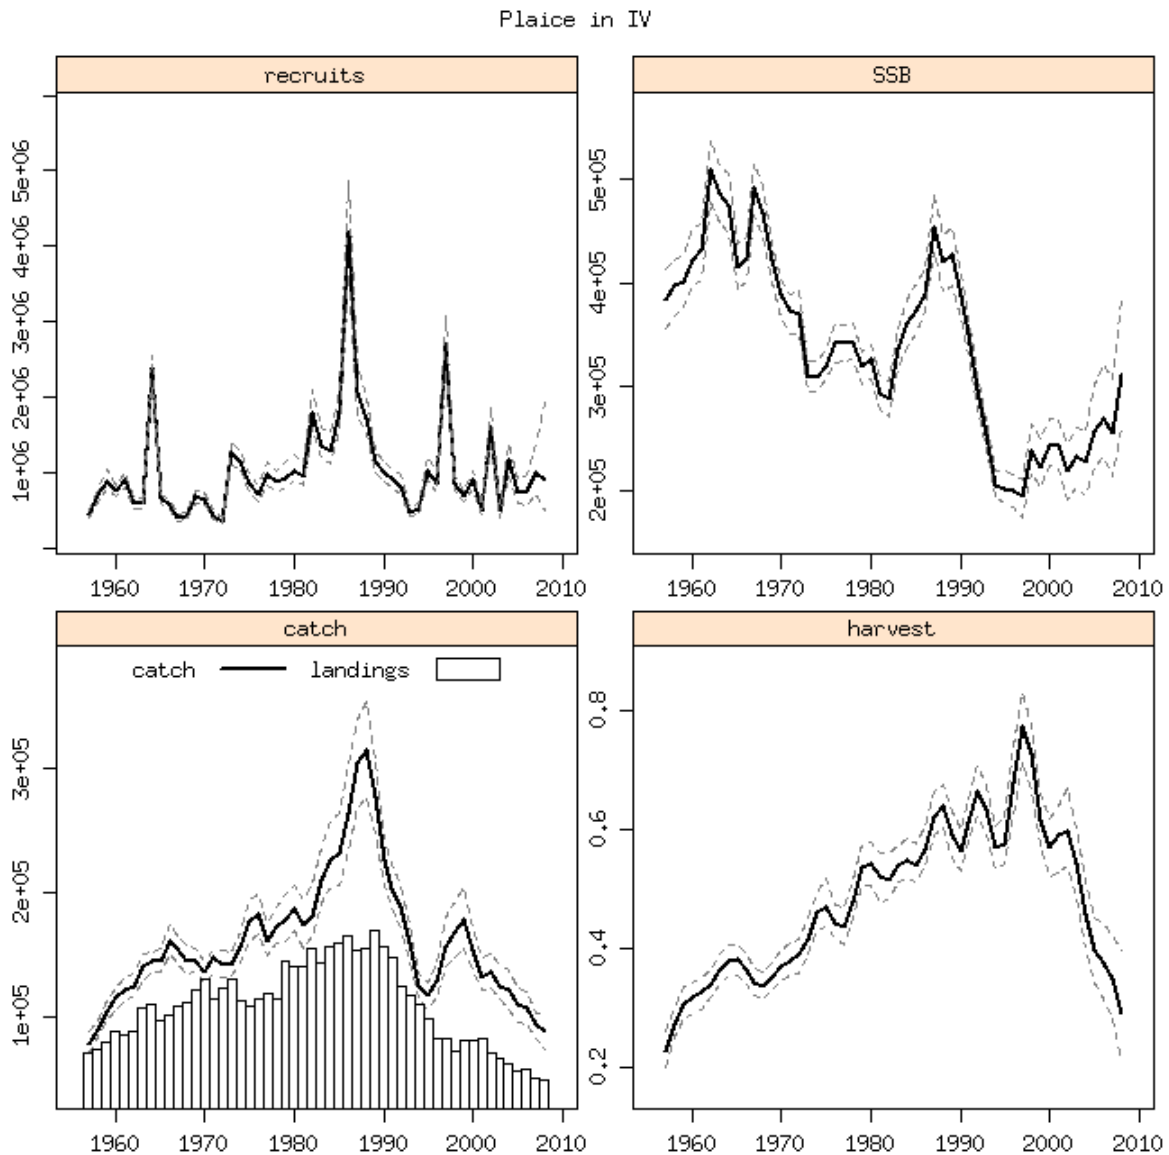 Plaice in IV
recruits
1e+06 2e+06 3e+06 4e+06 5e+06
1960 1970 1980 1990 2000 2010
SSB
2e+05 3e+05 4e+05 5e+05
1960 1970 1980 1990 2000 2010
catch
catch landings
1e+05 2e+05 3e+05
1960 1970 1980 1990 2000 2010
harvest
0.2 0.4 0.6 0.8
1960 1970 1980 1990 2000 2010